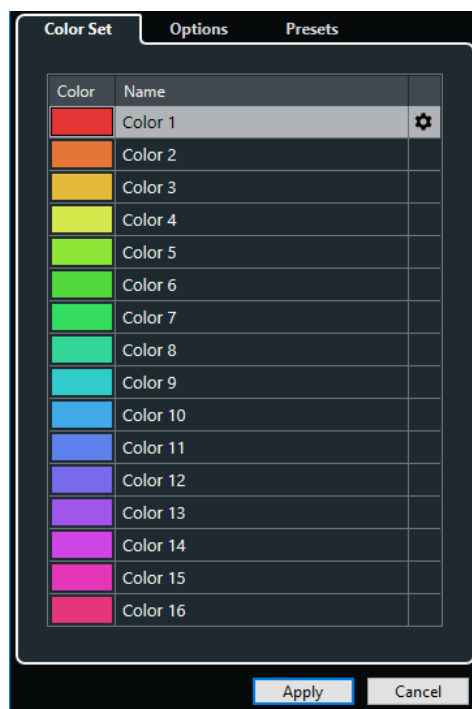 Color Set Options Presets
Color Name
Color 1
Color 2
Color 3
Color 4
Color 5
Color 6
Color 7
Color 8
Color 9
Color 10
Color 11
Color 12
Color 13
Color 14
Color 15
Color 16
Apply Cancel